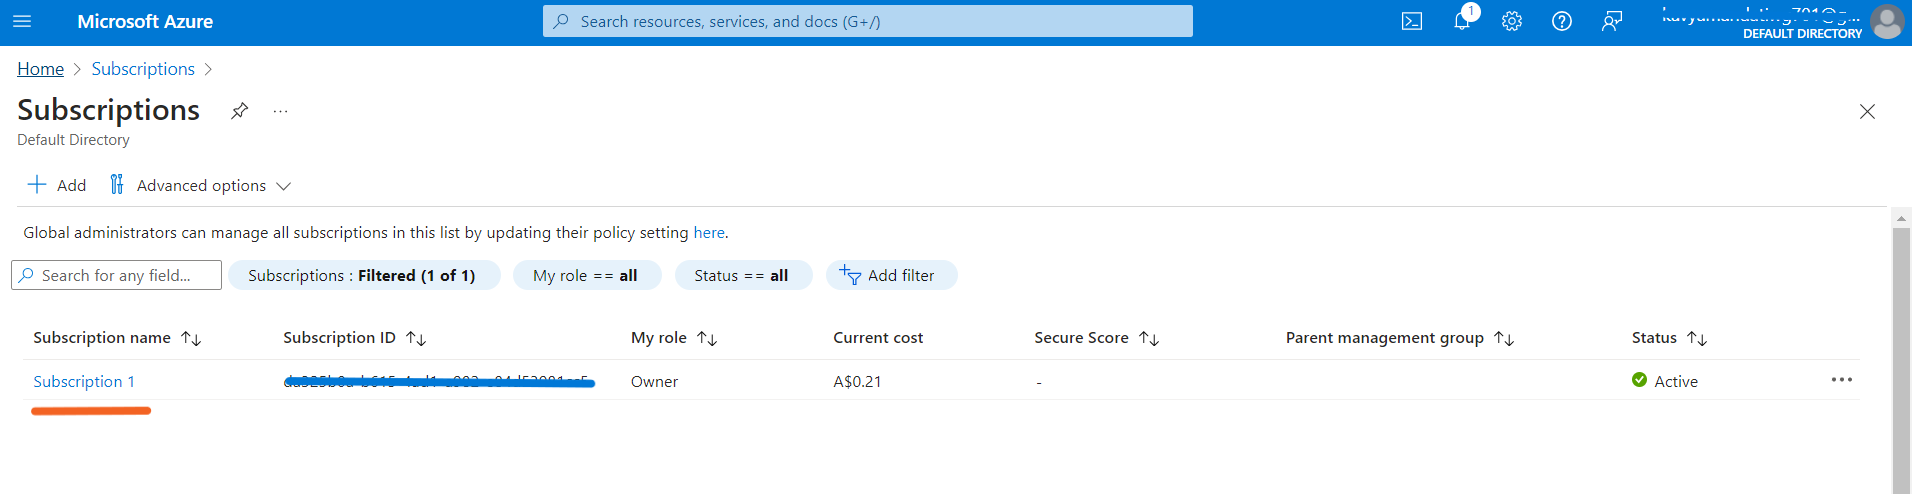 Microsoft Azure
Search resources, services, and docs (G+/)
1
DEFAULT DIRECTORY
Home > Subscriptions >
Subscriptions ...
Default Directory
+ Add Advanced options
Global administrators can manage all subscriptions in this list by updating their policy setting here.
Search for any field... Subscriptions : Filtered (1 of 1) My role == all Status == all Add filter
Subscription name ↑↓ Subscription ID ↑↓ My role ↑↓ Current cost Secure Score ↑↓ Parent management group ↑↓ Status ↑↓
Subscription 1 Owner A$0.21 - Active ...